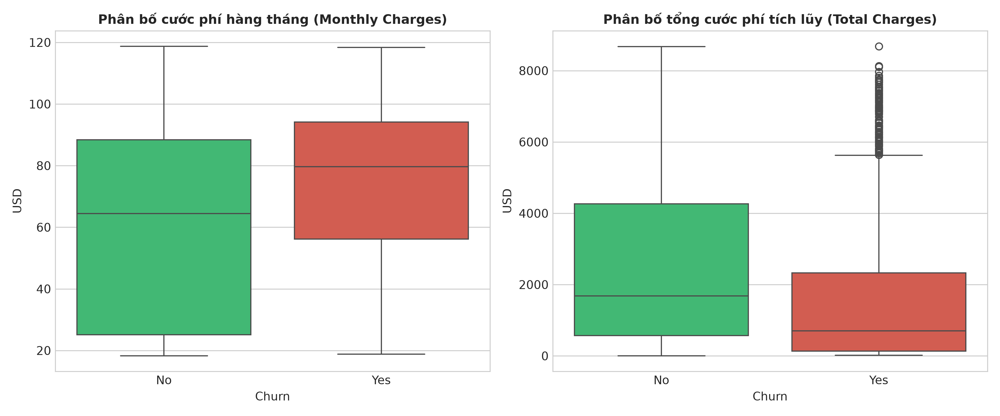 Phân bố cước phí hàng tháng (Monthly Charges)
120
100
80
60
40
20
USD
No
Yes
Churn
Phân bố tổng cước phí tích lũy (Total Charges)
8000
6000
4000
2000
0
USD
No
Yes
Churn